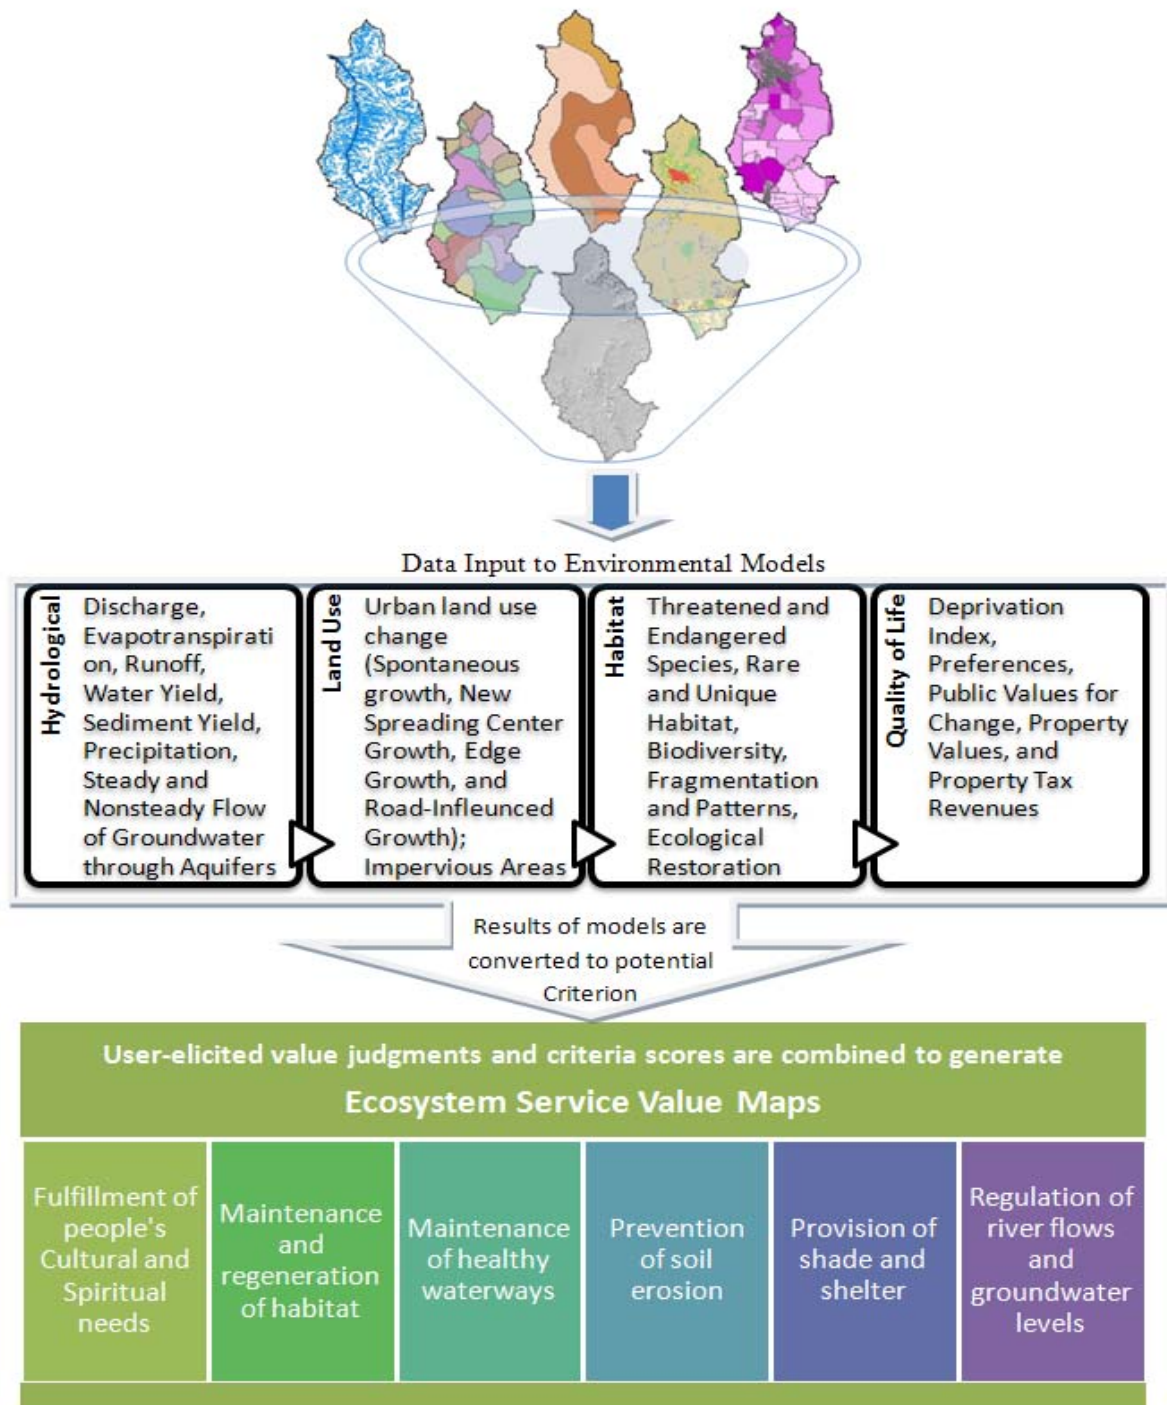 Data Input to Environmental Models
Hydrological
Discharge,
Evapotranspirati
on, Runoff,
Water Yield,
Sediment Yield,
Precipitation,
Steady and
Nonsteady Flow
of Groundwater
through Aquifers
Land Use
Urban land use
change
(Spontaneous
growth, New
Spreading Center
Growth, Edge
Growth, and
Road-Infleunced
Growth);
Impervious Areas
Habitat
Threatened and
Endangered
Species, Rare
and Unique
Habitat,
Biodiversity,
Fragmentation
and Patterns,
Ecological
Restoration
Quality of Life
Deprivation
Index,
Preferences,
Public Values for
Change, Property
Values, and
Property Tax
Revenues
Results of models are
converted to potential
Criterion
User-elicited value judgments and criteria scores are combined to generate
Ecosystem Service Value Maps
Fulfillment of
people's
Cultural and
Spiritual
needs
Maintenance
and
regeneration
of habitat
Maintenance
of healthy
waterways
Prevention
of soil
erosion
Provision of
shade and
shelter
Regulation of
river flows
and
groundwater
levels